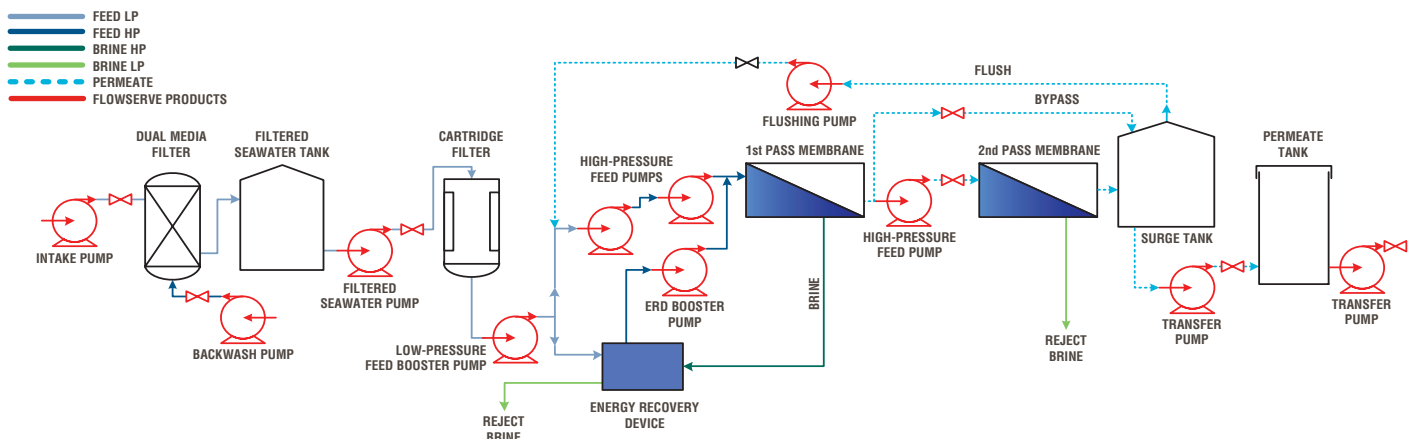 FEED LP
FEED HP
BRINE HP
BRINE LP
PERMEATE
FLOWSERVE PRODUCTS
DUAL MEDIA
FILTER
FILTERED
SEAWATER TANK
CARTRIDGE
FILTER
HIGH-PRESSURE
FEED PUMPS
FLUSHING PUMP
FLUSH
BYPASS
1st PASS MEMBRANE
2nd PASS MEMBRANE
PERMEATE
TANK
INTAKE PUMP
FILTERED
SEAWATER PUMP
BACKWASH PUMP
LOW-PRESSURE
FEED BOOSTER PUMP
ERD BOOSTER
PUMP
BRINE
HIGH-PRESSURE
FEED PUMP
SURGE TANK
TRANSFER
PUMP
TRANSFER
PUMP
REJECT
BRINE
ENERGY RECOVERY
DEVICE
REJECT
BRINE